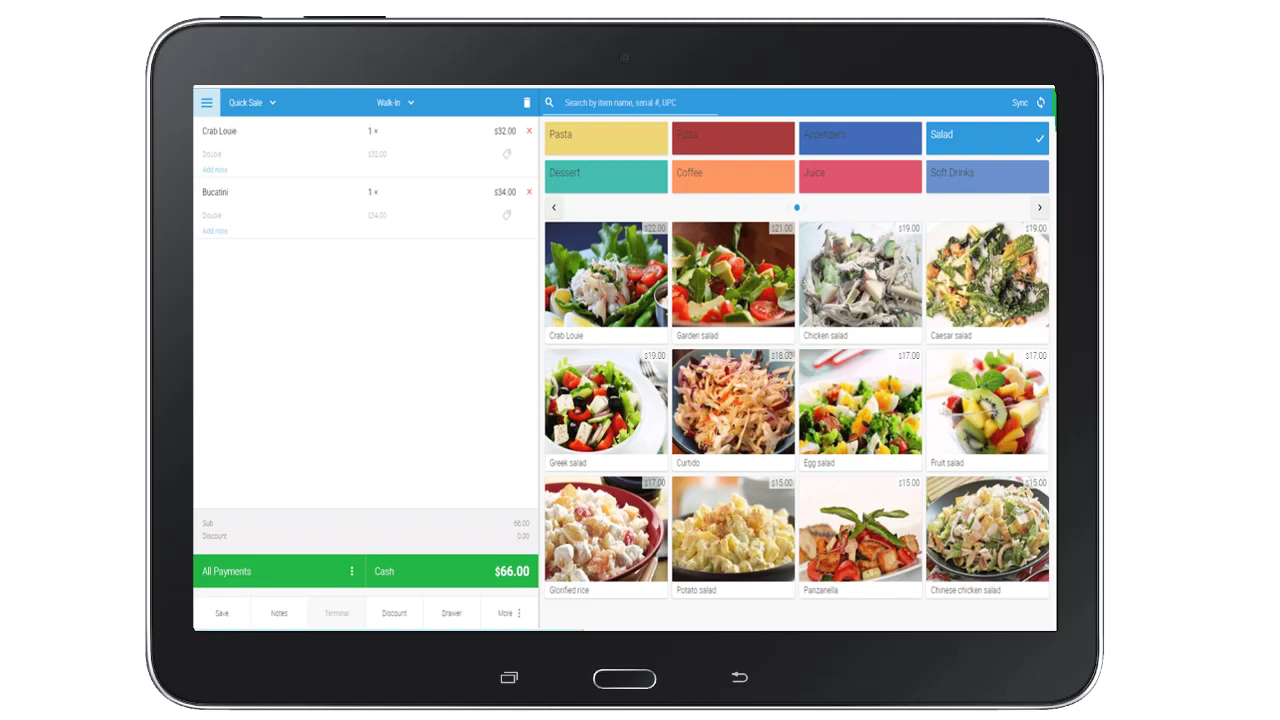 Quick Sale
Walk-In
Search by item name, serial #, UPC
Sync
Crab Louie 1 × $32.00 ×
Double $32.00
Add note
Bucatini 1 × $34.00 ×
Double $34.00
Add note
Sub 66.00
Discount 0.00
All Payments
Cash $66.00
Save Notes Terminal Discount Drawer More
Pasta Pizza Appetizers Salad
Dessert Coffee Juice Soft Drinks
$22.00 $21.00 $19.00 $19.00
Crab Louie Garden salad Chicken salad Caesar salad
$19.00 $18.00 $17.00 $17.00
Greek salad Curtido Egg salad Fruit salad
$17.00 $15.00 $15.00 $15.00
Glorified rice Potato salad Panzanella Chinese chicken salad